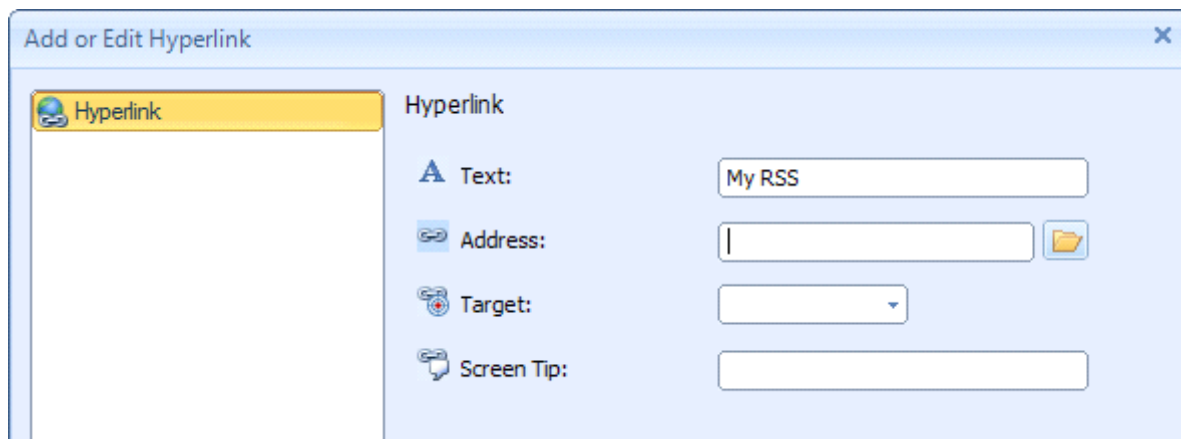 Add or Edit Hyperlink
Hyperlink
Hyperlink
Text:
My RSS
Address:
Target:
Screen Tip: